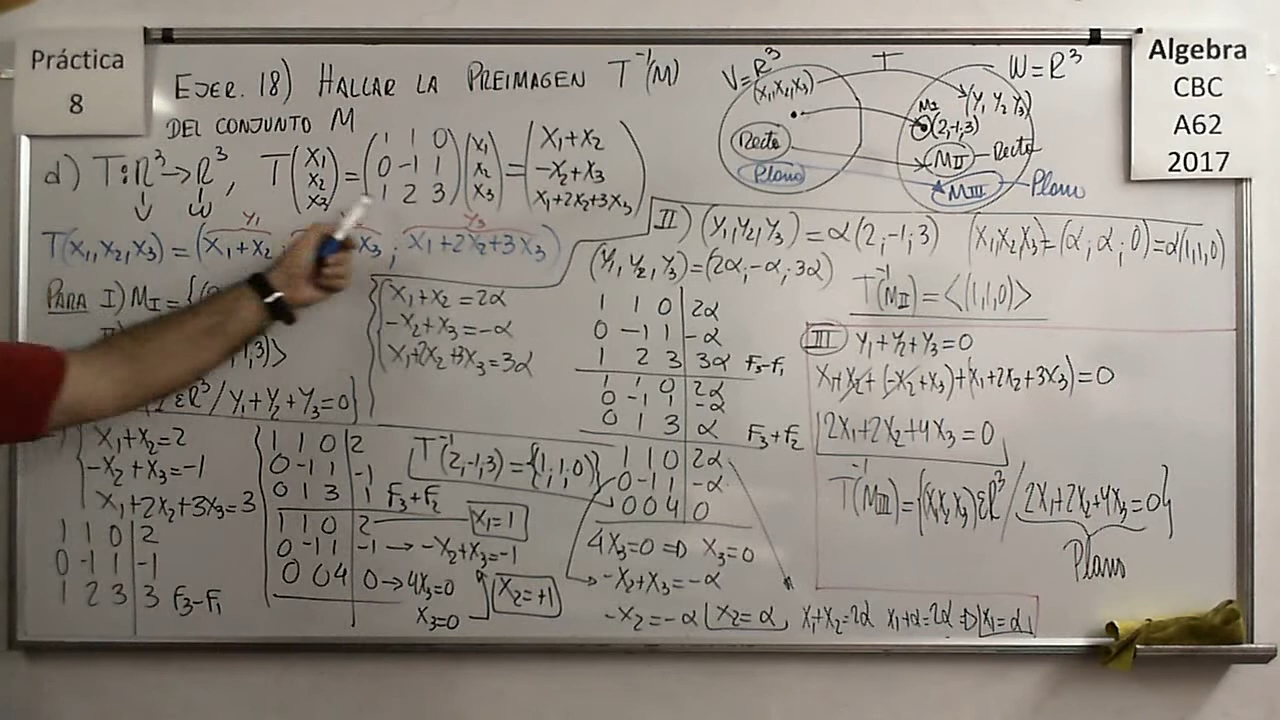 Práctica
8
Algebra
CBC
A62
2017
EJER. 18) HALLAR LA PREIMAGEN T⁻¹(M)
DEL CONJUNTO M
d) T: R³ → R³, T(x₁ x₂ x₃) = (1 1 0 / 0 -1 1 / 1 2 3) (x₁ x₂ x₃) = (x₁+x₂ / -x₂+x₃ / x₁+2x₂+3x₃)
V W
y₁ y₃
T(x₁,x₂,x₃) = (x₁+x₂ ; x₃ ; x₁+2x₂+3x₃)
PARA I) M_I = {(
,1,3)>
εR³/ y₁+y₂+y₃=0}
V=R³ T W=R³
(x₁,x₂,x₃) (y₁ y₂ y₃)
M_I
(2,-1,3)
Recta M_II Recta
Plano M_III Plano
x₁+x₂=2
-x₂+x₃=-1
x₁+2x₂+3x₃=3
1 1 0 | 2
0 -1 1 | -1
1 2 3 | 3 F₃-F₁
1 1 0 | 2
0 -1 1 | -1
0 1 3 | 1 F₃+F₂
1 1 0 | 2 x₁=1
0 -1 1 | -1 → -x₂+x₃=-1
0 0 4 | 0 → 4x₃=0 x₂=+1
x₃=0
T⁻¹(2,-1,3)={1;1;0)}
II) (y₁,y₂,y₃)=α(2,-1,3)
(y₁,y₂,y₃)=(2α,-α,3α)
x₁+x₂=2α
-x₂+x₃=-α
x₁+2x₂+3x₃=3α
1 1 0 | 2α
0 -1 1 | -α
1 2 3 | 3α F₃-F₁
1 1 0 | 2α
0 -1 1 | -α
0 1 3 | α F₃+F₂
1 1 0 | 2α
0 -1 1 | -α
0 0 4 | 0
4x₃=0 ⇒ x₃=0
-x₂+x₃=-α
-x₂=-α x₂=α x₁+x₂=2α x₁+α=2α ⇒ x₁=α
(x₁x₂x₃)=(α;α;0)=α(1,1,0)
T⁻¹(M_II)=<(1,1,0)>
III) y₁+y₂+y₃=0
x₁+x₂+(-x₂+x₃)+(x₁+2x₂+3x₃)=0
2x₁+2x₂+4x₃=0
T⁻¹(M_III)={(x₁x₂x₃)εR³/2x₁+2x₂+4x₃=0}
Plano